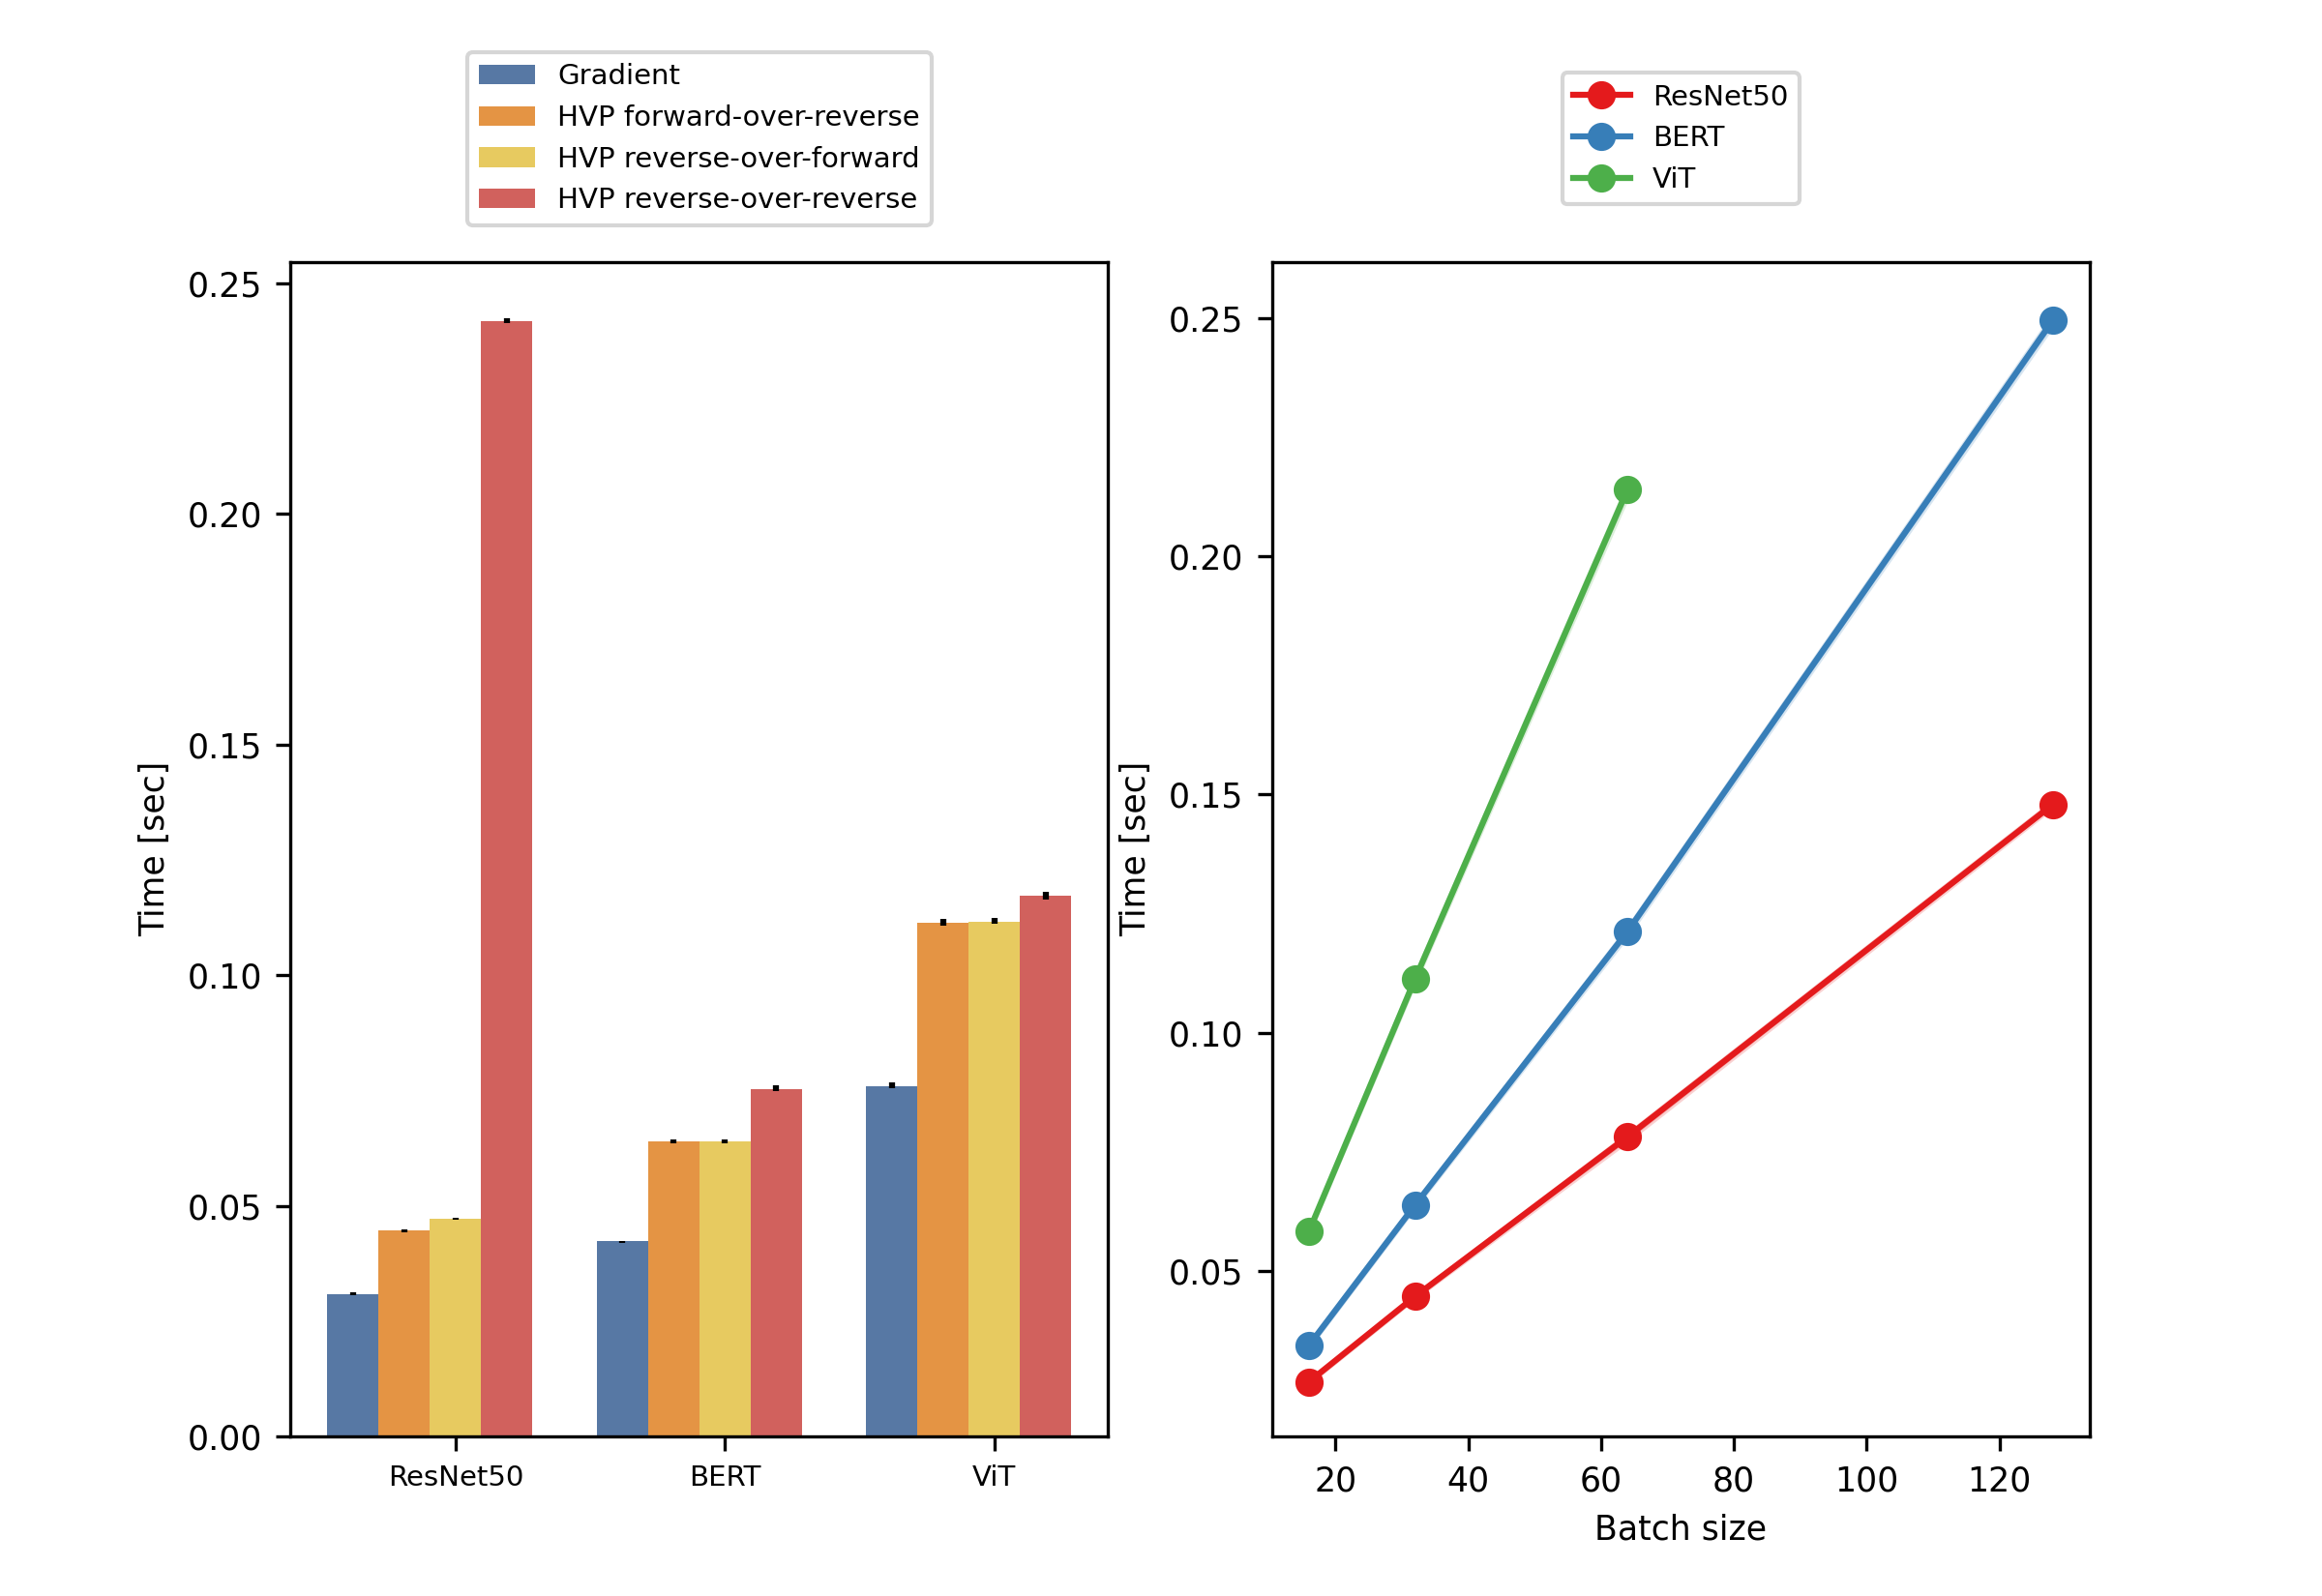 Gradient
HVP forward-over-reverse
HVP reverse-over-forward
HVP reverse-over-reverse
0.25
0.20
0.15
0.10
0.05
0.00
Time [sec]
ResNet50 BERT ViT
ResNet50
BERT
ViT
0.25
0.20
0.15
0.10
0.05
Time [sec]
20 40 60 80 100 120
Batch size